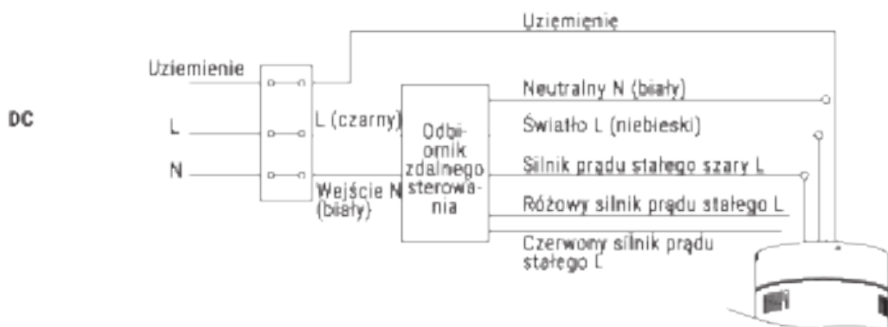 Uziemienie
Uziemienie
DC
L
N
L (czarny)
Wejście N
(biały)
Odbi-
ornik
zdalnego
sterowa-
nia
Neutralny N (biały)
Światło L (niebieski)
Silnik prądu stałego szary L
Różowy silnik prądu stałego L
Czerwony silnik prądu
stałego L